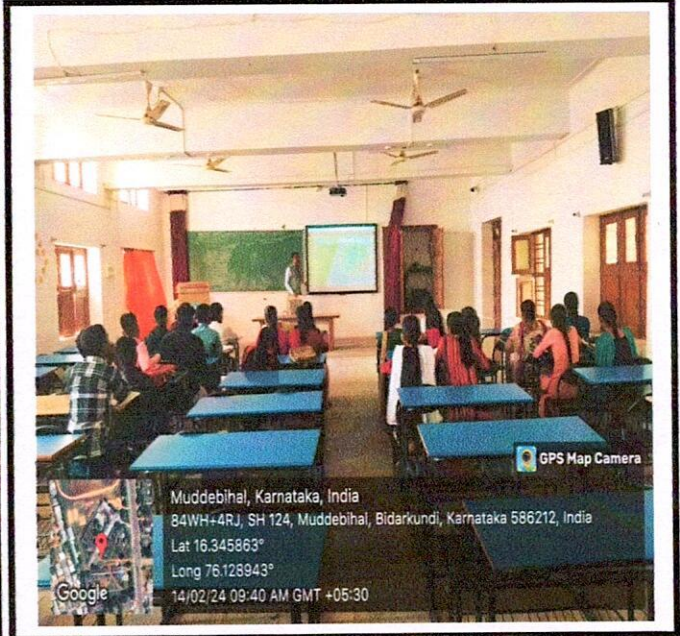 GPS Map Camera
Muddebihal, Karnataka, India
84WH+4RJ, SH 124, Muddebihal, Bidarkundi, Karnataka 586212, India
Lat 16.345863°
Long 76.128943°
14/02/24 09:40 AM GMT +05:30
Google